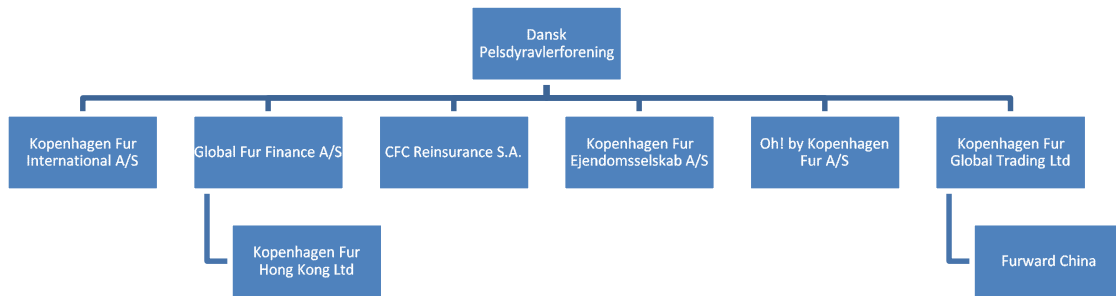 Dansk
Pelsdyravlerforening
Kopenhagen Fur
International A/S
Global Fur Finance A/S
CFC Reinsurance S.A.
Kopenhagen Fur
Ejendomsselskab A/S
Oh! by Kopenhagen
Fur A/S
Kopenhagen Fur
Global Trading Ltd
Kopenhagen Fur
Hong Kong Ltd
Furward China